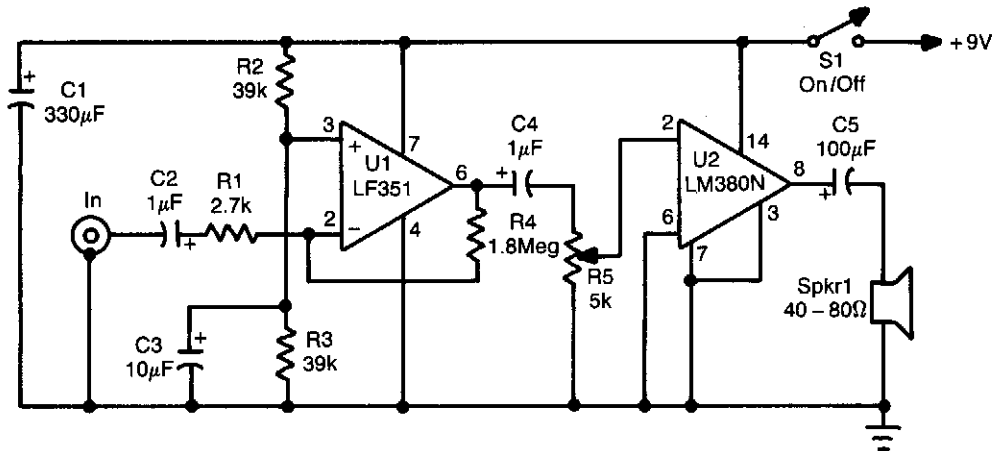 +9V
S1
On/Off
R2
39k
C1
+
330µF
3
+
U1
LF351
7
6
2
−
4
C4
1µF
+
R4
1.8Meg
R5
5k
2
U2
LM380N
14
8
3
6
7
C5
100µF
+
In
C2
1µF
+
R1
2.7k
Spkr1
40–80Ω
C3
+
10µF
R3
39k